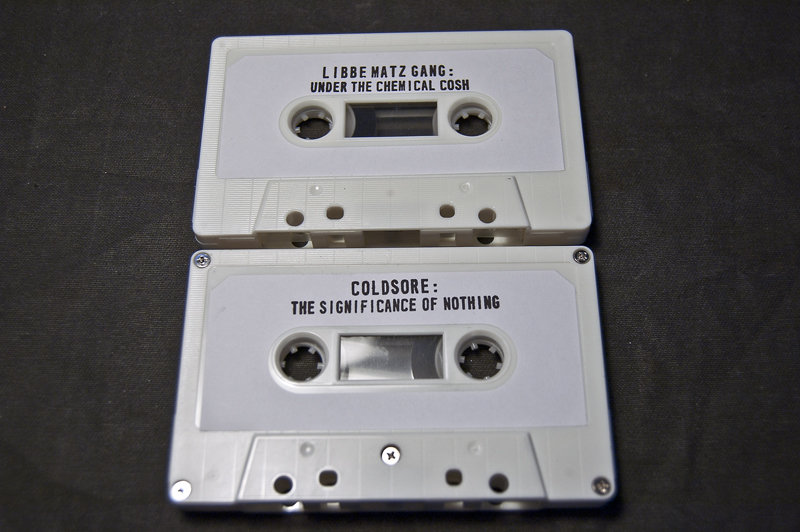 LIBBE MATZ GANG:
UNDER THE CHEMICAL COSH
COLDSORE:
THE SIGNIFICANCE OF NOTHING